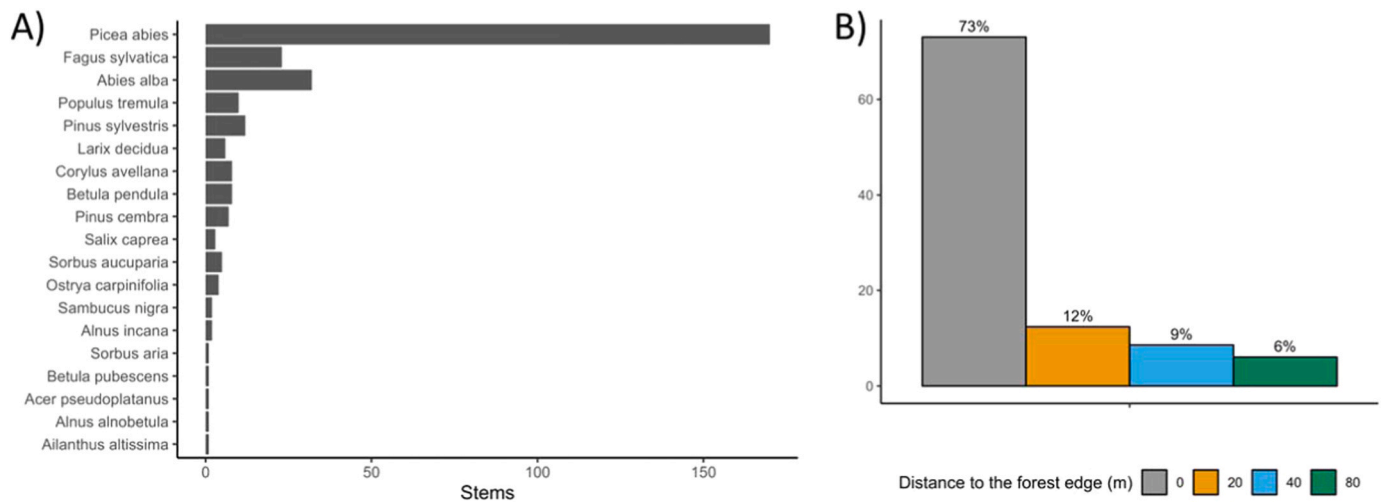 A)
Picea abies
Fagus sylvatica
Abies alba
Populus tremula
Pinus sylvestris
Larix decidua
Corylus avellana
Betula pendula
Pinus cembra
Salix caprea
Sorbus aucuparia
Ostrya carpinifolia
Sambucus nigra
Alnus incana
Sorbus aria
Betula pubescens
Acer pseudoplatanus
Alnus alnobetula
Ailanthus altissima
0 50 100 150
Stems
B)
73%
60
40
20
12%
9%
6%
0
Distance to the forest edge (m) 0 20 40 80